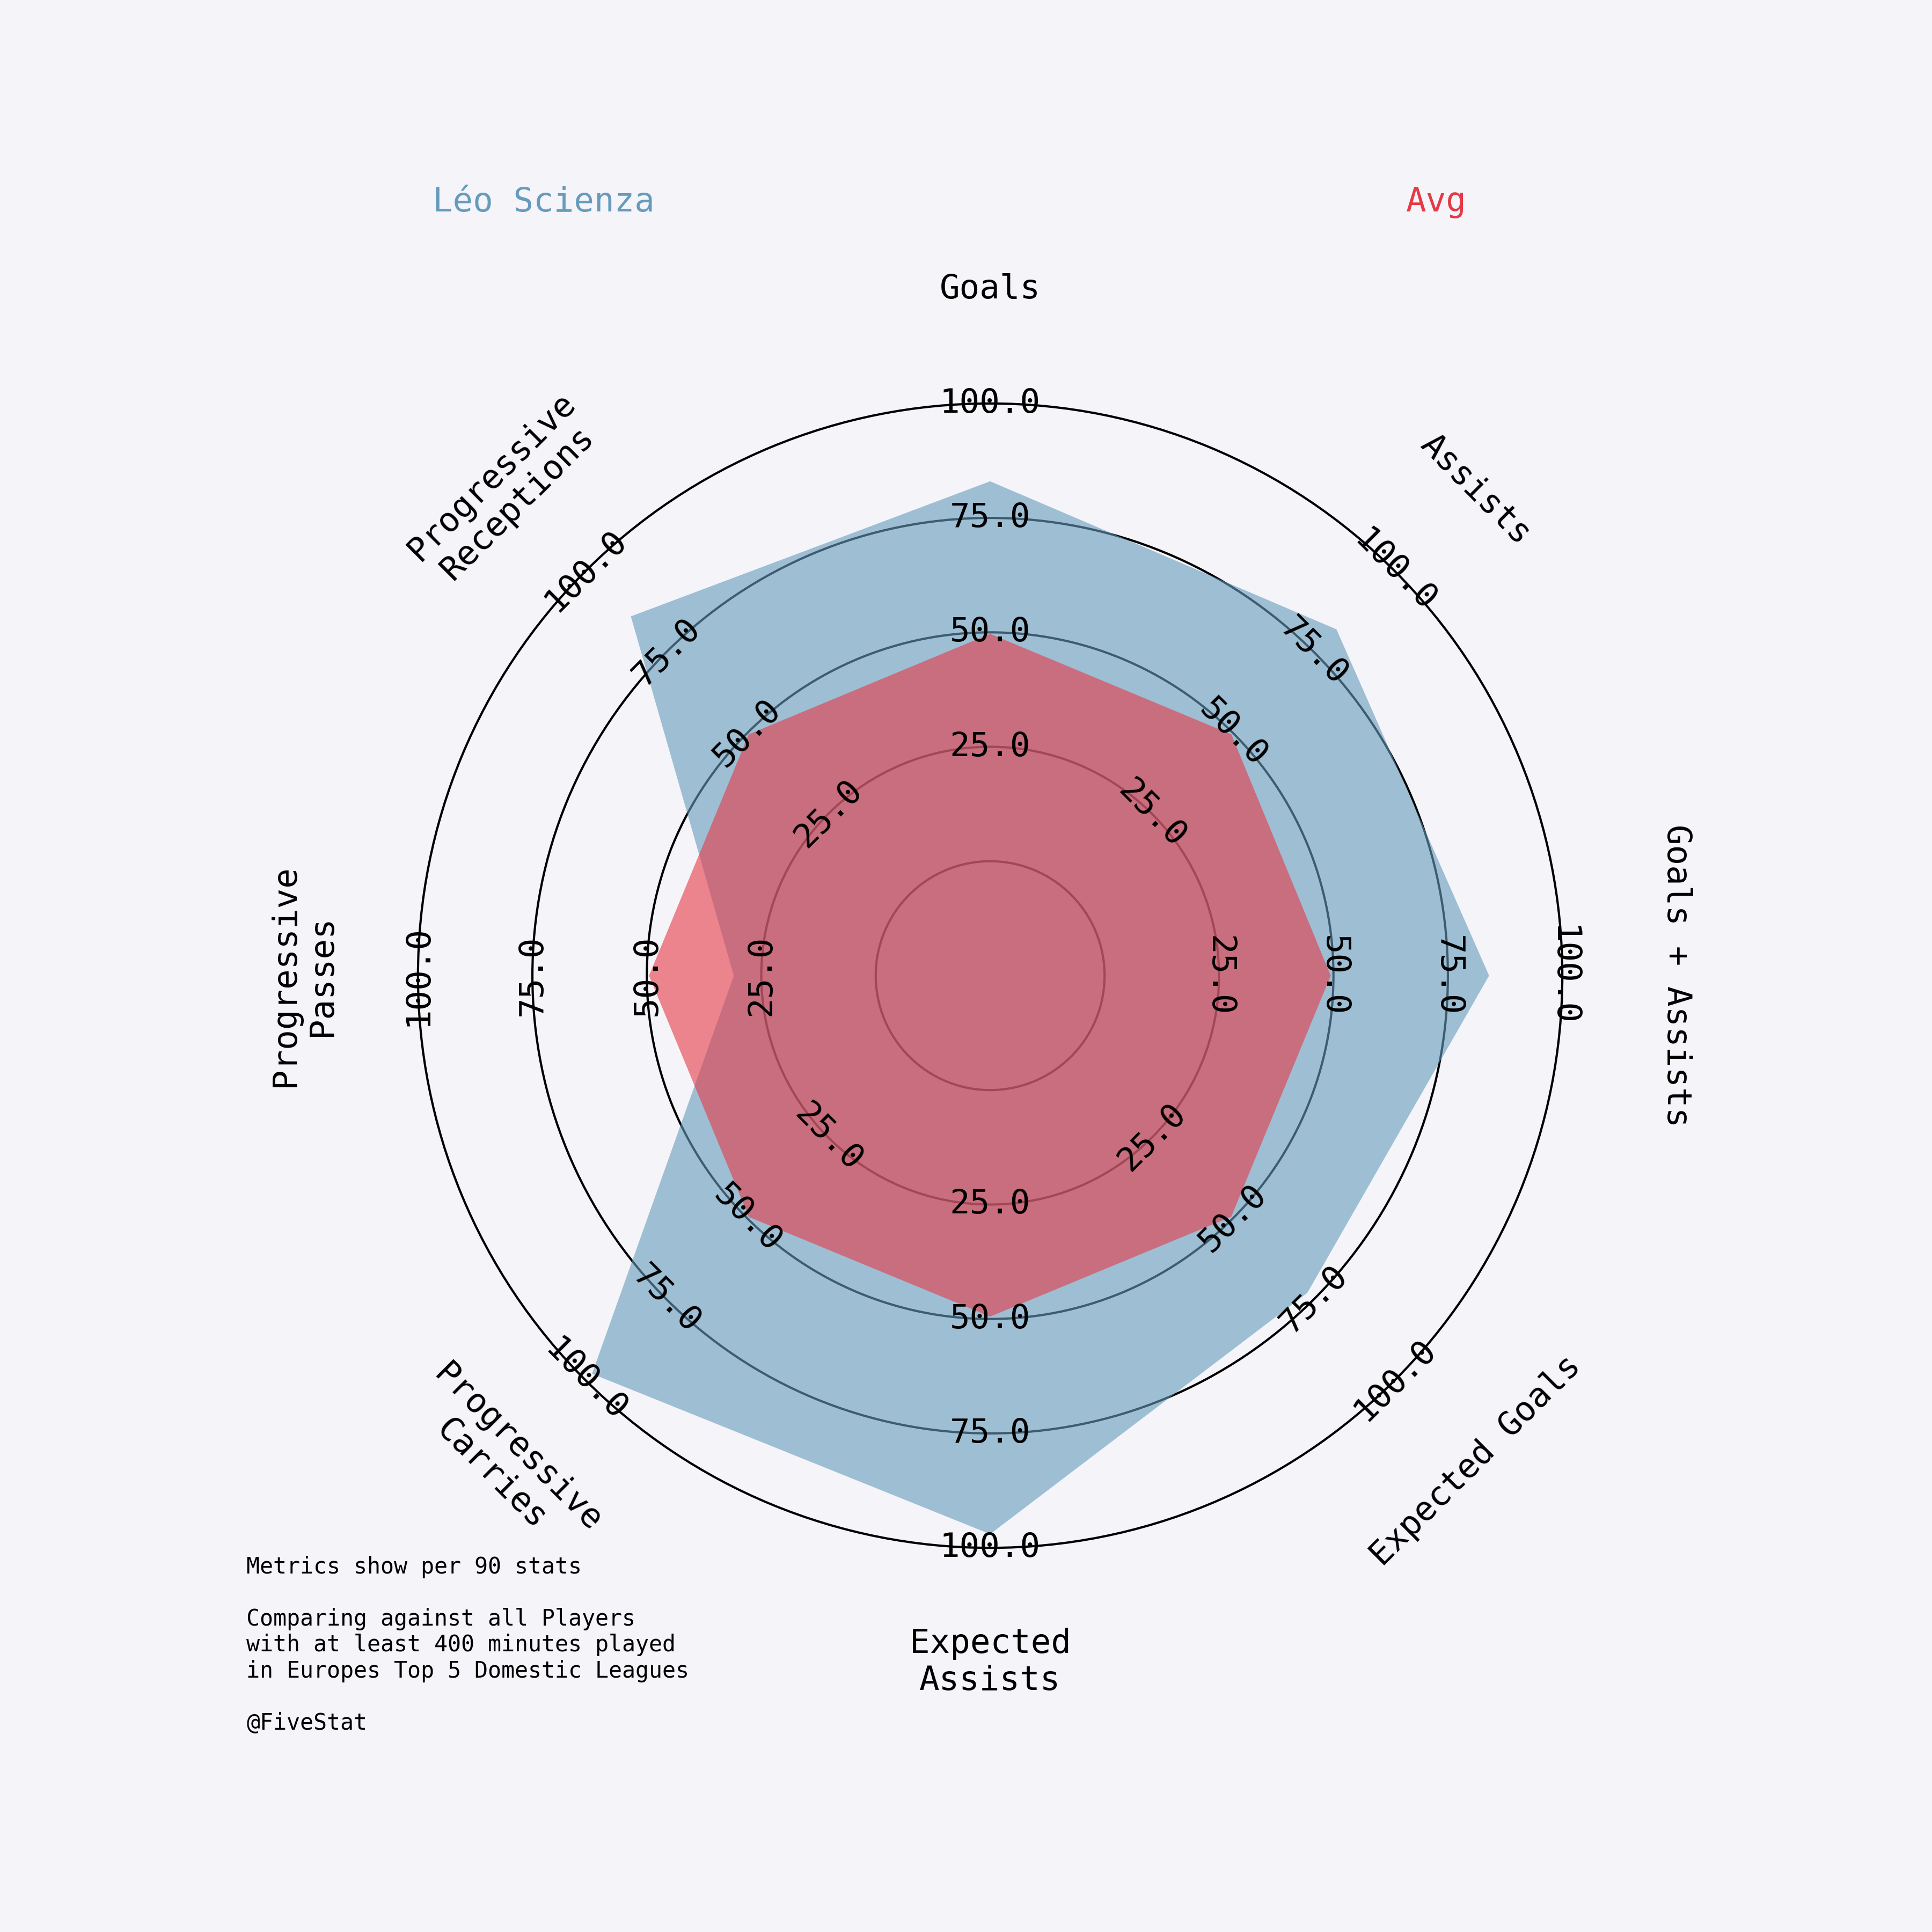 Léo Scienza
Avg
Goals
Assists
Goals + Assists
Expected Goals
Expected
Assists
Progressive
Carries
Progressive
Passes
Progressive
Receptions
25.0
50.0
75.0
100.0
25.0
50.0
75.0
100.0
25.0
50.0
75.0
100.0
25.0
50.0
75.0
100.0
25.0
50.0
75.0
100.0
25.0
50.0
75.0
100.0
25.0
50.0
75.0
100.0
25.0
50.0
75.0
100.0
Metrics show per 90 stats
Comparing against all Players
with at least 400 minutes played
in Europes Top 5 Domestic Leagues
@FiveStat